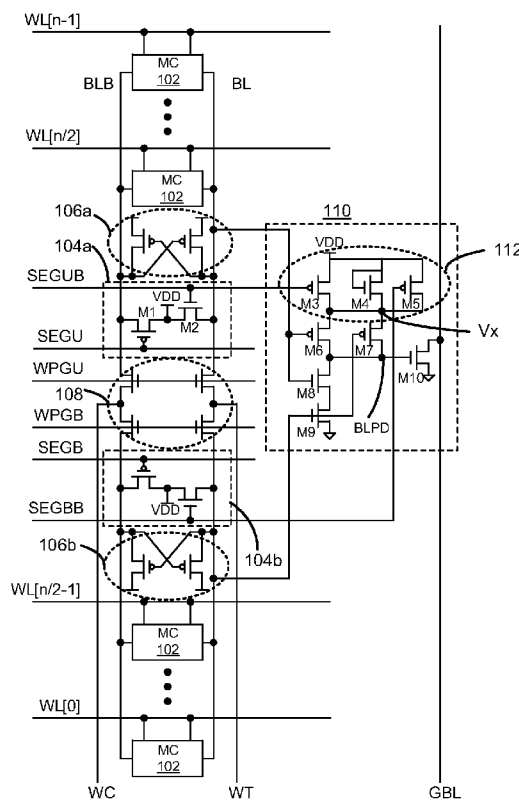 WL[n-1]
MC
102
BLB
BL
WL[n/2]
MC
102
106a
110
104a
VDD
112
SEGUB
M3
M4
M5
M1
VDD
M2
Vx
SEGU
M6
M7
WPGU
M10
108
M8
WPGB
M9
BLPD
SEGB
SEGBB
VDD
106b
104b
WL[n/2-1]
MC
102
WL[0]
MC
102
WC
WT
GBL